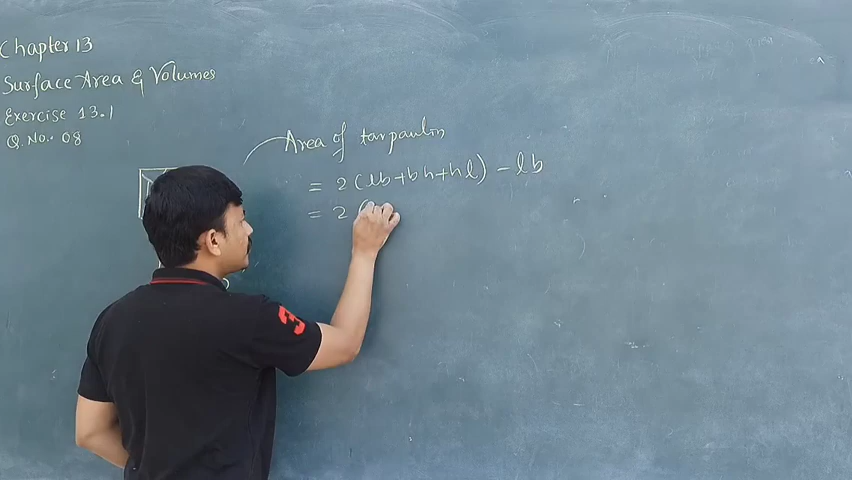 Chapter 13
Surface Area & Volumes
Exercise 13.1
Q. No. 08
Area of tarpaulin
= 2 (lb + bh + hl) - lb
= 2 (
3